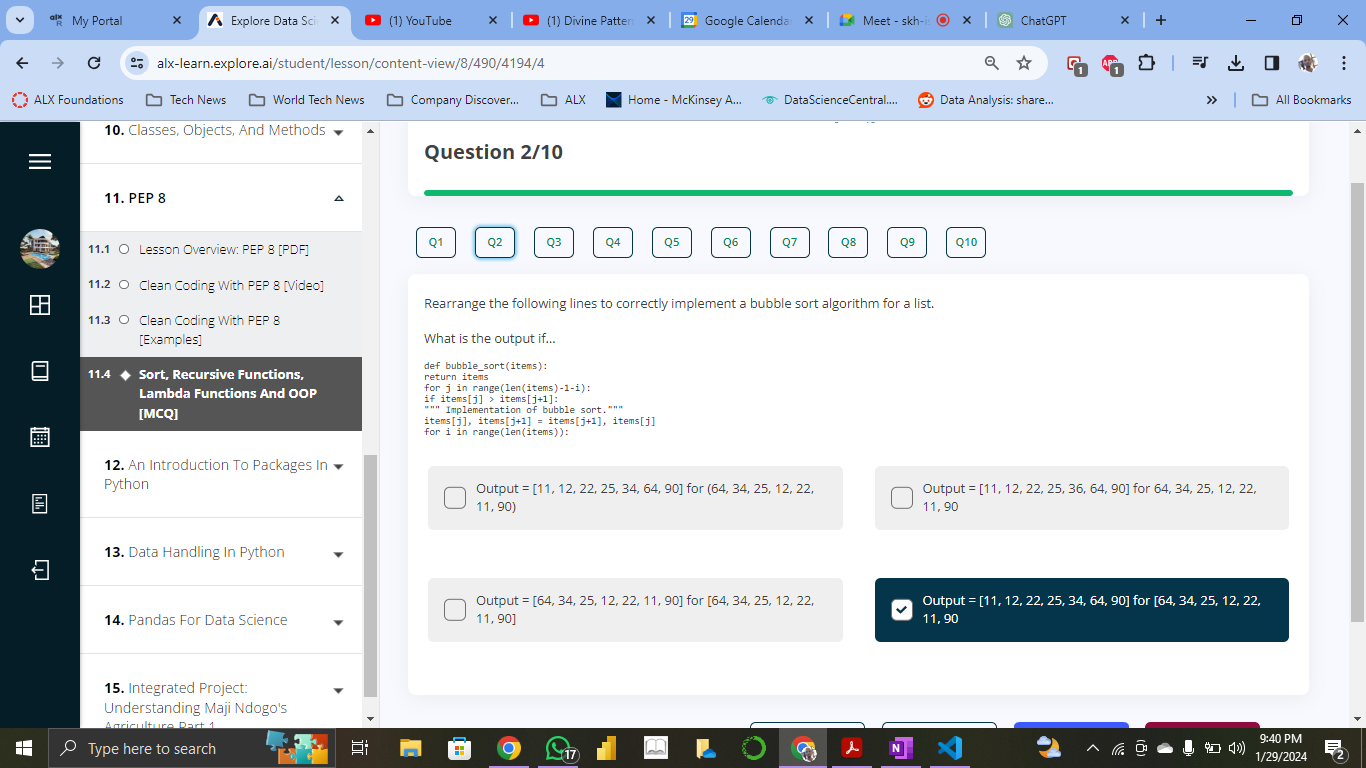 My Portal
Explore Data Sci
(1) YouTube
(1) Divine Patter
Google Calenda
Meet - skh-i
ChatGPT
alx-learn.explore.ai/student/lesson/content-view/8/490/4194/4
1
1
ALX Foundations
Tech News
World Tech News
Company Discover...
ALX
Home - McKinsey A...
DataScienceCentral....
Data Analysis: share...
»
All Bookmarks
10. Classes, Objects, And Methods
11. PEP 8
11.1 Lesson Overview: PEP 8 [PDF]
11.2 Clean Coding With PEP 8 [Video]
11.3 Clean Coding With PEP 8
[Examples]
11.4 Sort, Recursive Functions,
Lambda Functions And OOP
[MCQ]
12. An Introduction To Packages In
Python
13. Data Handling In Python
14. Pandas For Data Science
15. Integrated Project:
Understanding Maji Ndogo's
Agriculture Part 1
Question 2/10
Q1
Q2
Q3
Q4
Q5
Q6
Q7
Q8
Q9
Q10
Rearrange the following lines to correctly implement a bubble sort algorithm for a list.
What is the output if...
def bubble_sort(items):
return items
for j in range(len(items)-1-i):
if items[j] > items[j+1]:
""" Implementation of bubble sort."""
items[j], items[j+1] = items[j+1], items[j]
for i in range(len(items)):
Output = [11, 12, 22, 25, 34, 64, 90] for (64, 34, 25, 12, 22,
11, 90)
Output = [11, 12, 22, 25, 36, 64, 90] for 64, 34, 25, 12, 22,
11, 90
Output = [64, 34, 25, 12, 22, 11, 90] for [64, 34, 25, 12, 22,
11, 90]
Output = [11, 12, 22, 25, 34, 64, 90] for [64, 34, 25, 12, 22,
11, 90
Type here to search
17
9:40 PM
1/29/2024
2